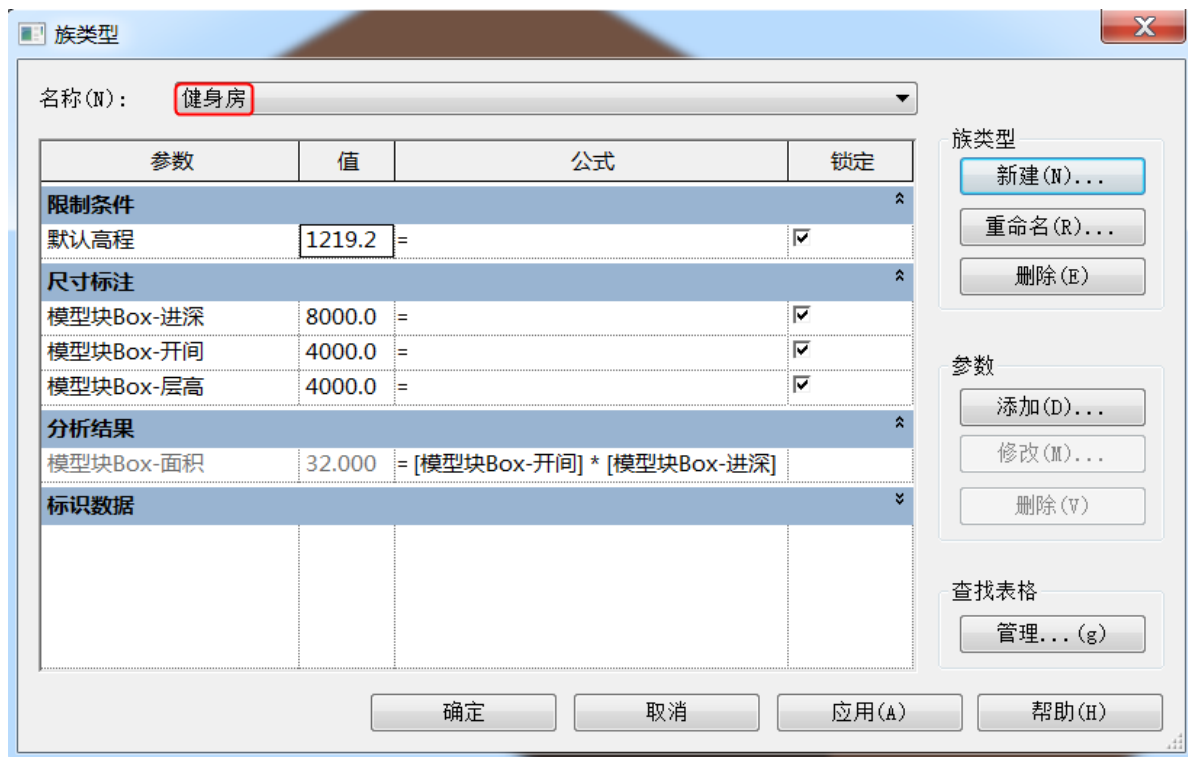 族类型
名称(N): 健身房
参数 值 公式 锁定
限制条件
默认高程 1219.2 =
尺寸标注
模型块Box-进深 8000.0 =
模型块Box-开间 4000.0 =
模型块Box-层高 4000.0 =
分析结果
模型块Box-面积 32.000 = [模型块Box-开间] * [模型块Box-进深]
标识数据
族类型
新建(N)...
重命名(R)...
删除(E)
参数
添加(D)...
修改(M)...
删除(V)
查找表格
管理...(g)
确定 取消 应用(A) 帮助(H)